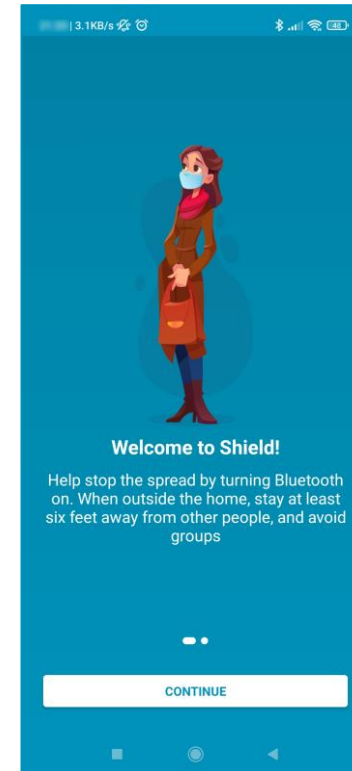 | 3.1KB/s
48
Welcome to Shield!
Help stop the spread by turning Bluetooth
on. When outside the home, stay at least
six feet away from other people, and avoid
groups
CONTINUE